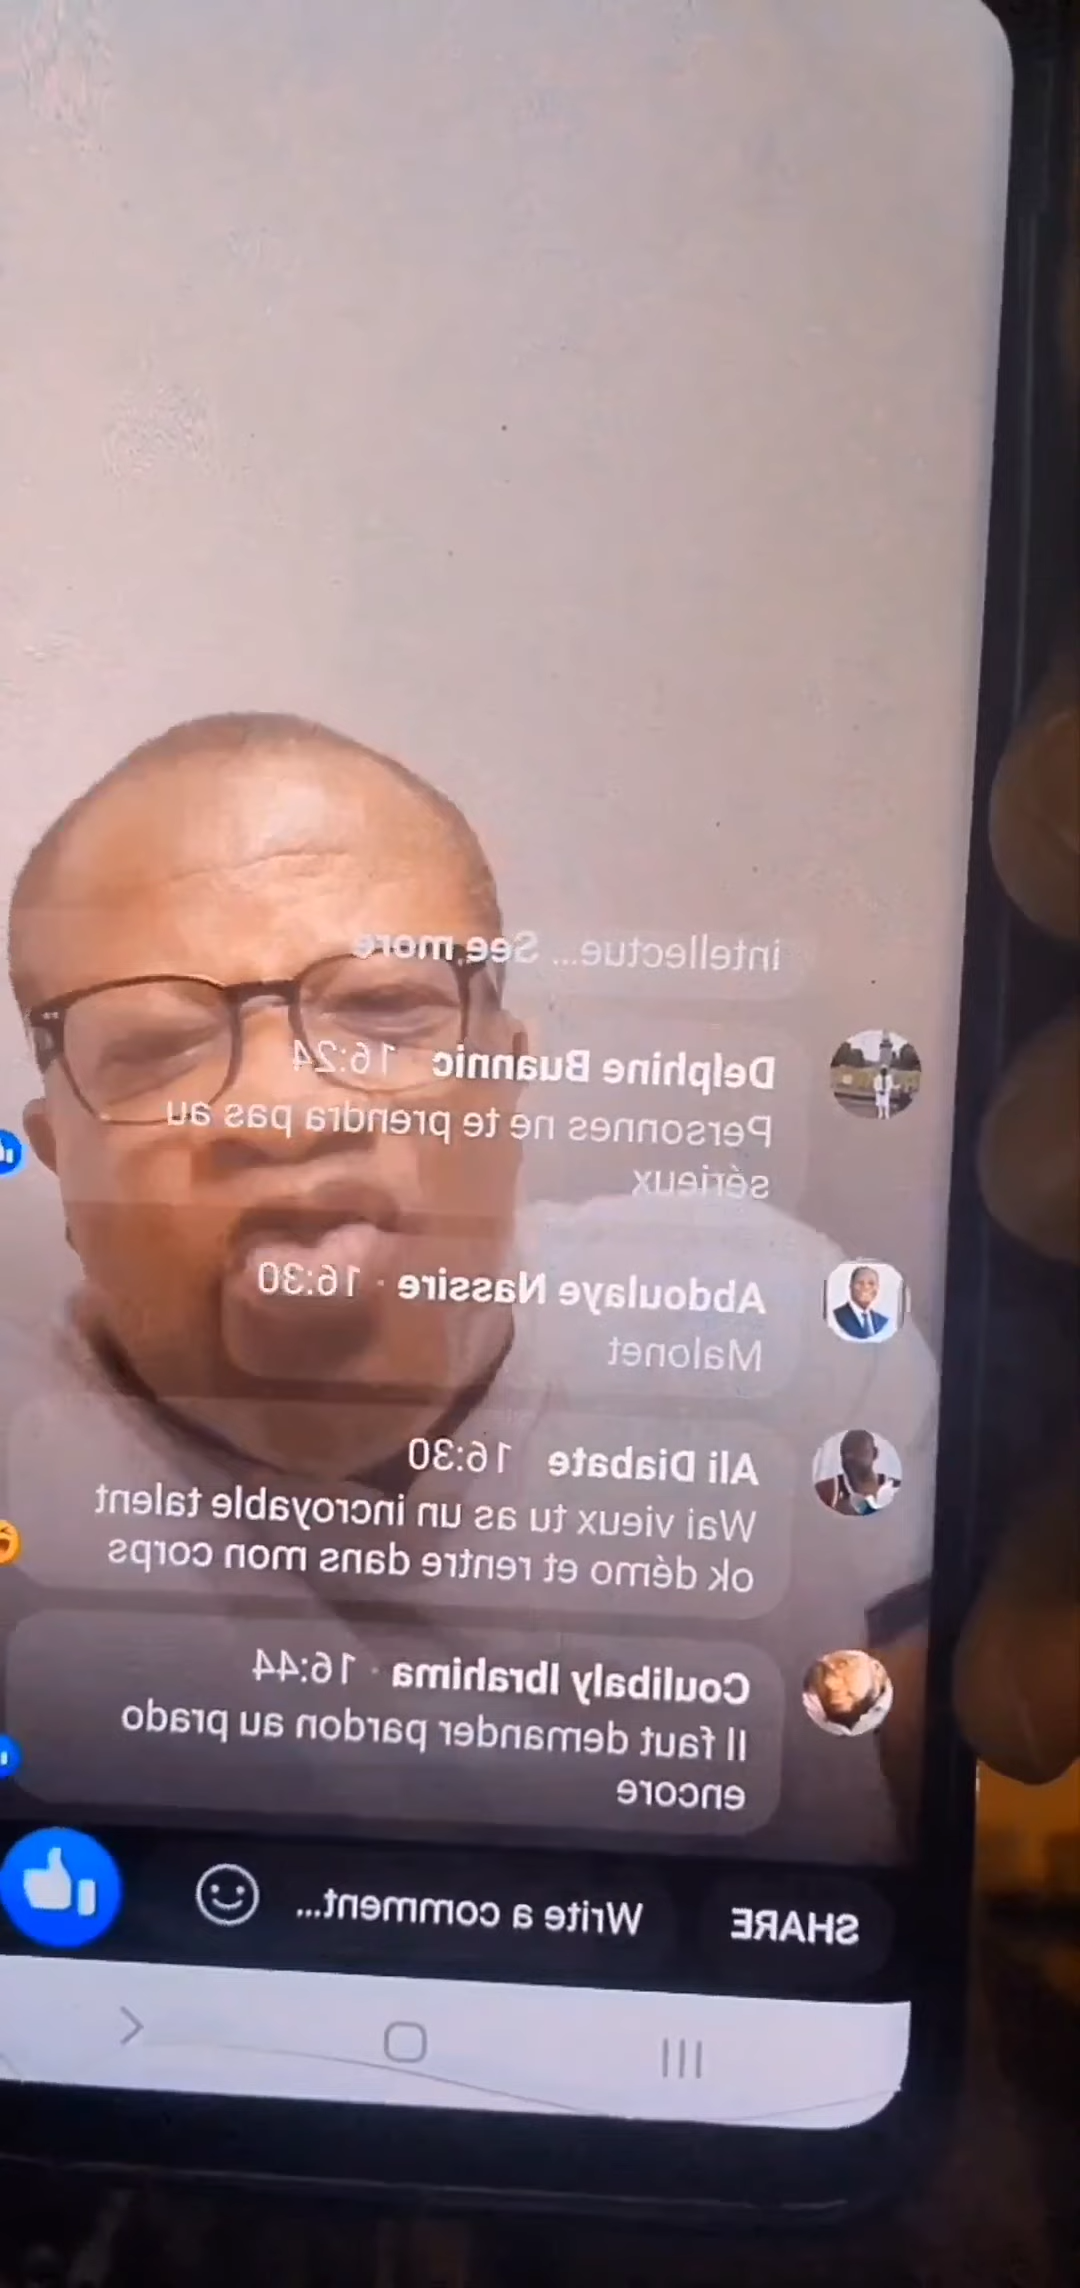 intellectue... See more
Delphine Buannic 16:24
Personnes ne te prendra pas au
sérieux
Abdoulaye Nassire · 16:30
Malonet
Ali Diabate 16:30
Wai vieux tu as un incroyable talent
ok démo et rentre dans mon corps
Coulibaly Ibrahima · 16:44
Il faut demander pardon au prado
encore
SHARE
Write a comment...